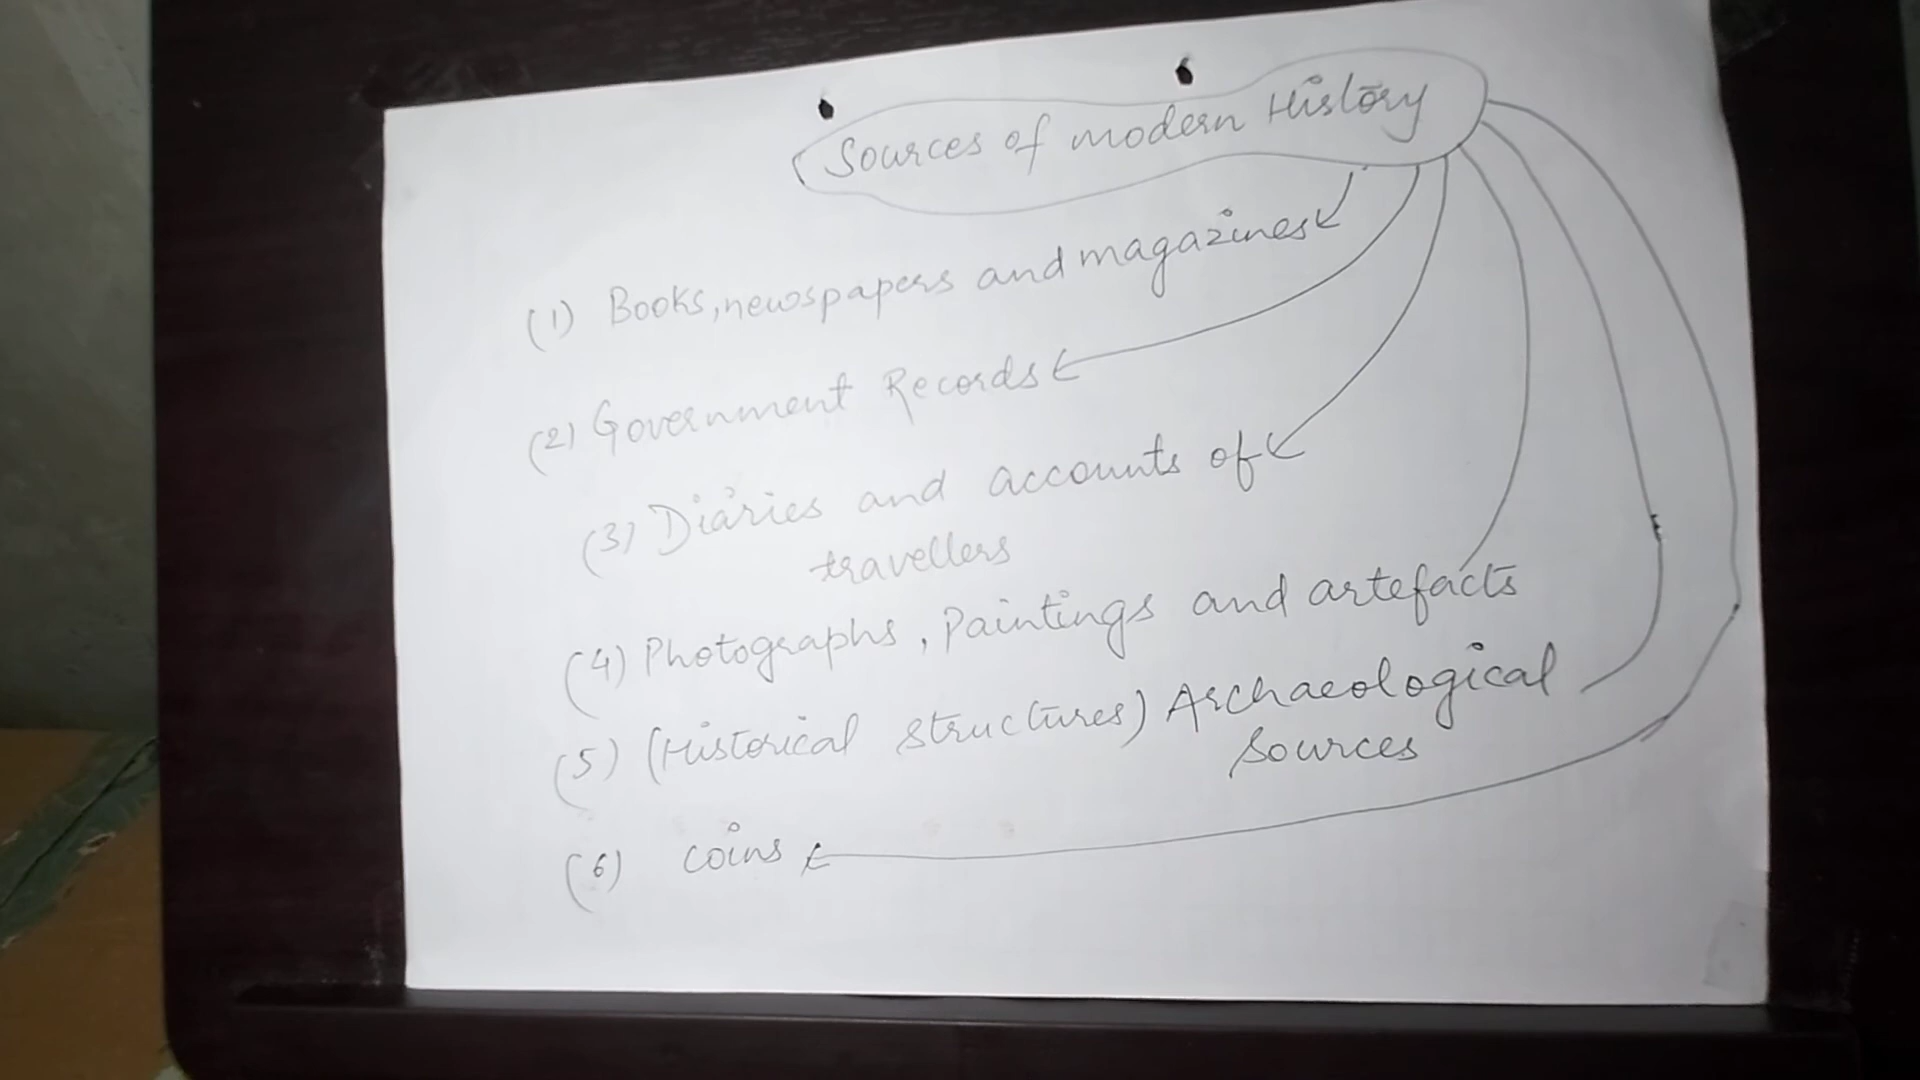 Sources of modern History
(1) Books, newspapers and magazines
(2) Government Records
(3) Diaries and accounts of
travellers
(4) Photographs, Paintings and artefacts
(5) (Historical structures) Archaeological
Sources
(6) coins